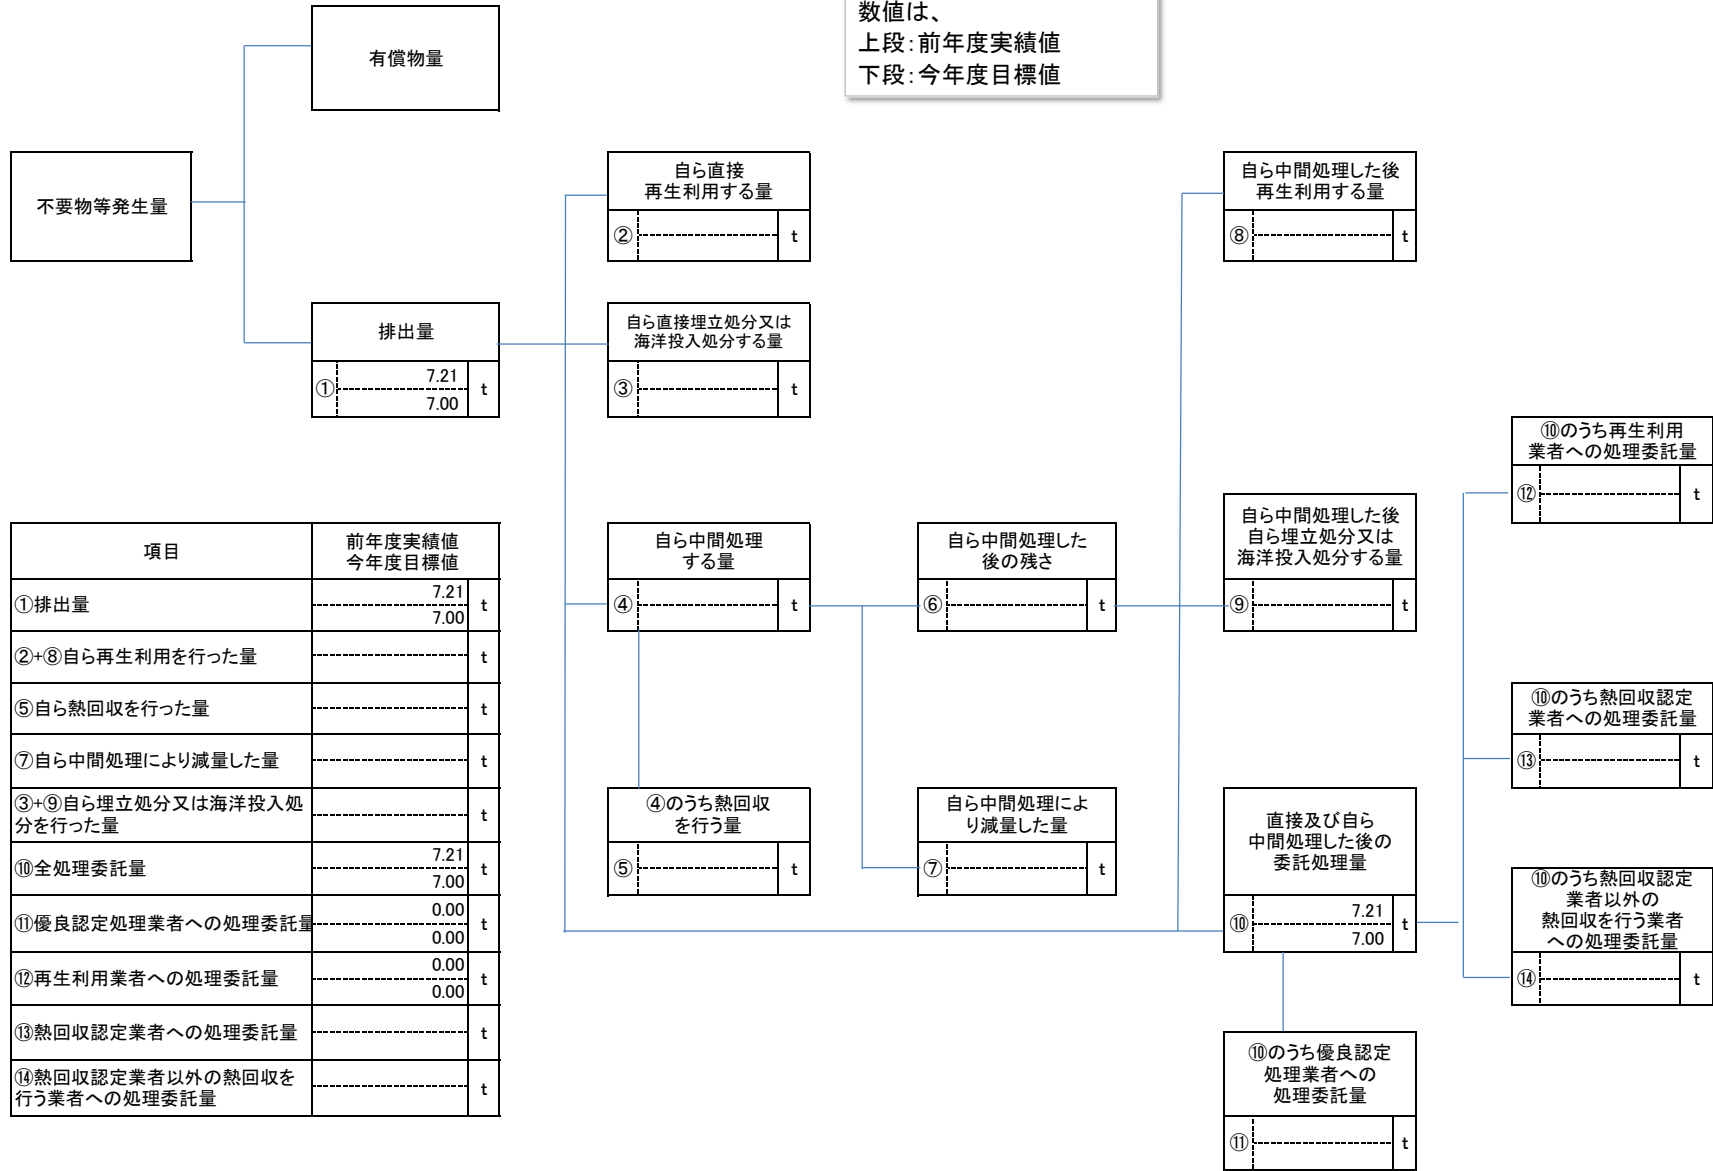 数値は、
上段：前年度実績値
下段：今年度目標値
有償物量
不要物等発生量
排出量
①
7.21
7.00
t
自ら直接
再生利用する量
②
t
自ら直接埋立処分又は
海洋投入処分する量
③
t
自ら中間処理
する量
④
t
④のうち熱回収
を行う量
⑤
t
自ら中間処理した
後の残さ
⑥
t
自ら中間処理によ
り減量した量
⑦
t
自ら中間処理した後
再生利用する量
⑧
t
自ら中間処理した後
自ら埋立処分又は
海洋投入処分する量
⑨
t
直接及び自ら
中間処理した後の
委託処理量
⑩
7.21
7.00
t
⑩のうち優良認定
処理業者への
処理委託量
⑪
t
⑩のうち再生利用
業者への処理委託量
⑫
t
⑩のうち熱回収認定
業者への処理委託量
⑬
t
⑩のうち熱回収認定
業者以外の
熱回収を行う業者
への処理委託量
⑭
t
項目
前年度実績値
今年度目標値
①排出量
7.21
7.00
t
②+⑧自ら再生利用を行った量
t
⑤自ら熱回収を行った量
t
⑦自ら中間処理により減量した量
t
③+⑨自ら埋立処分又は海洋投入処
分を行った量
t
⑩全処理委託量
7.21
7.00
t
⑪優良認定処理業者への処理委託量
0.00
0.00
t
⑫再生利用業者への処理委託量
0.00
0.00
t
⑬熱回収認定業者への処理委託量
t
⑭熱回収認定業者以外の熱回収を
行う業者への処理委託量
t